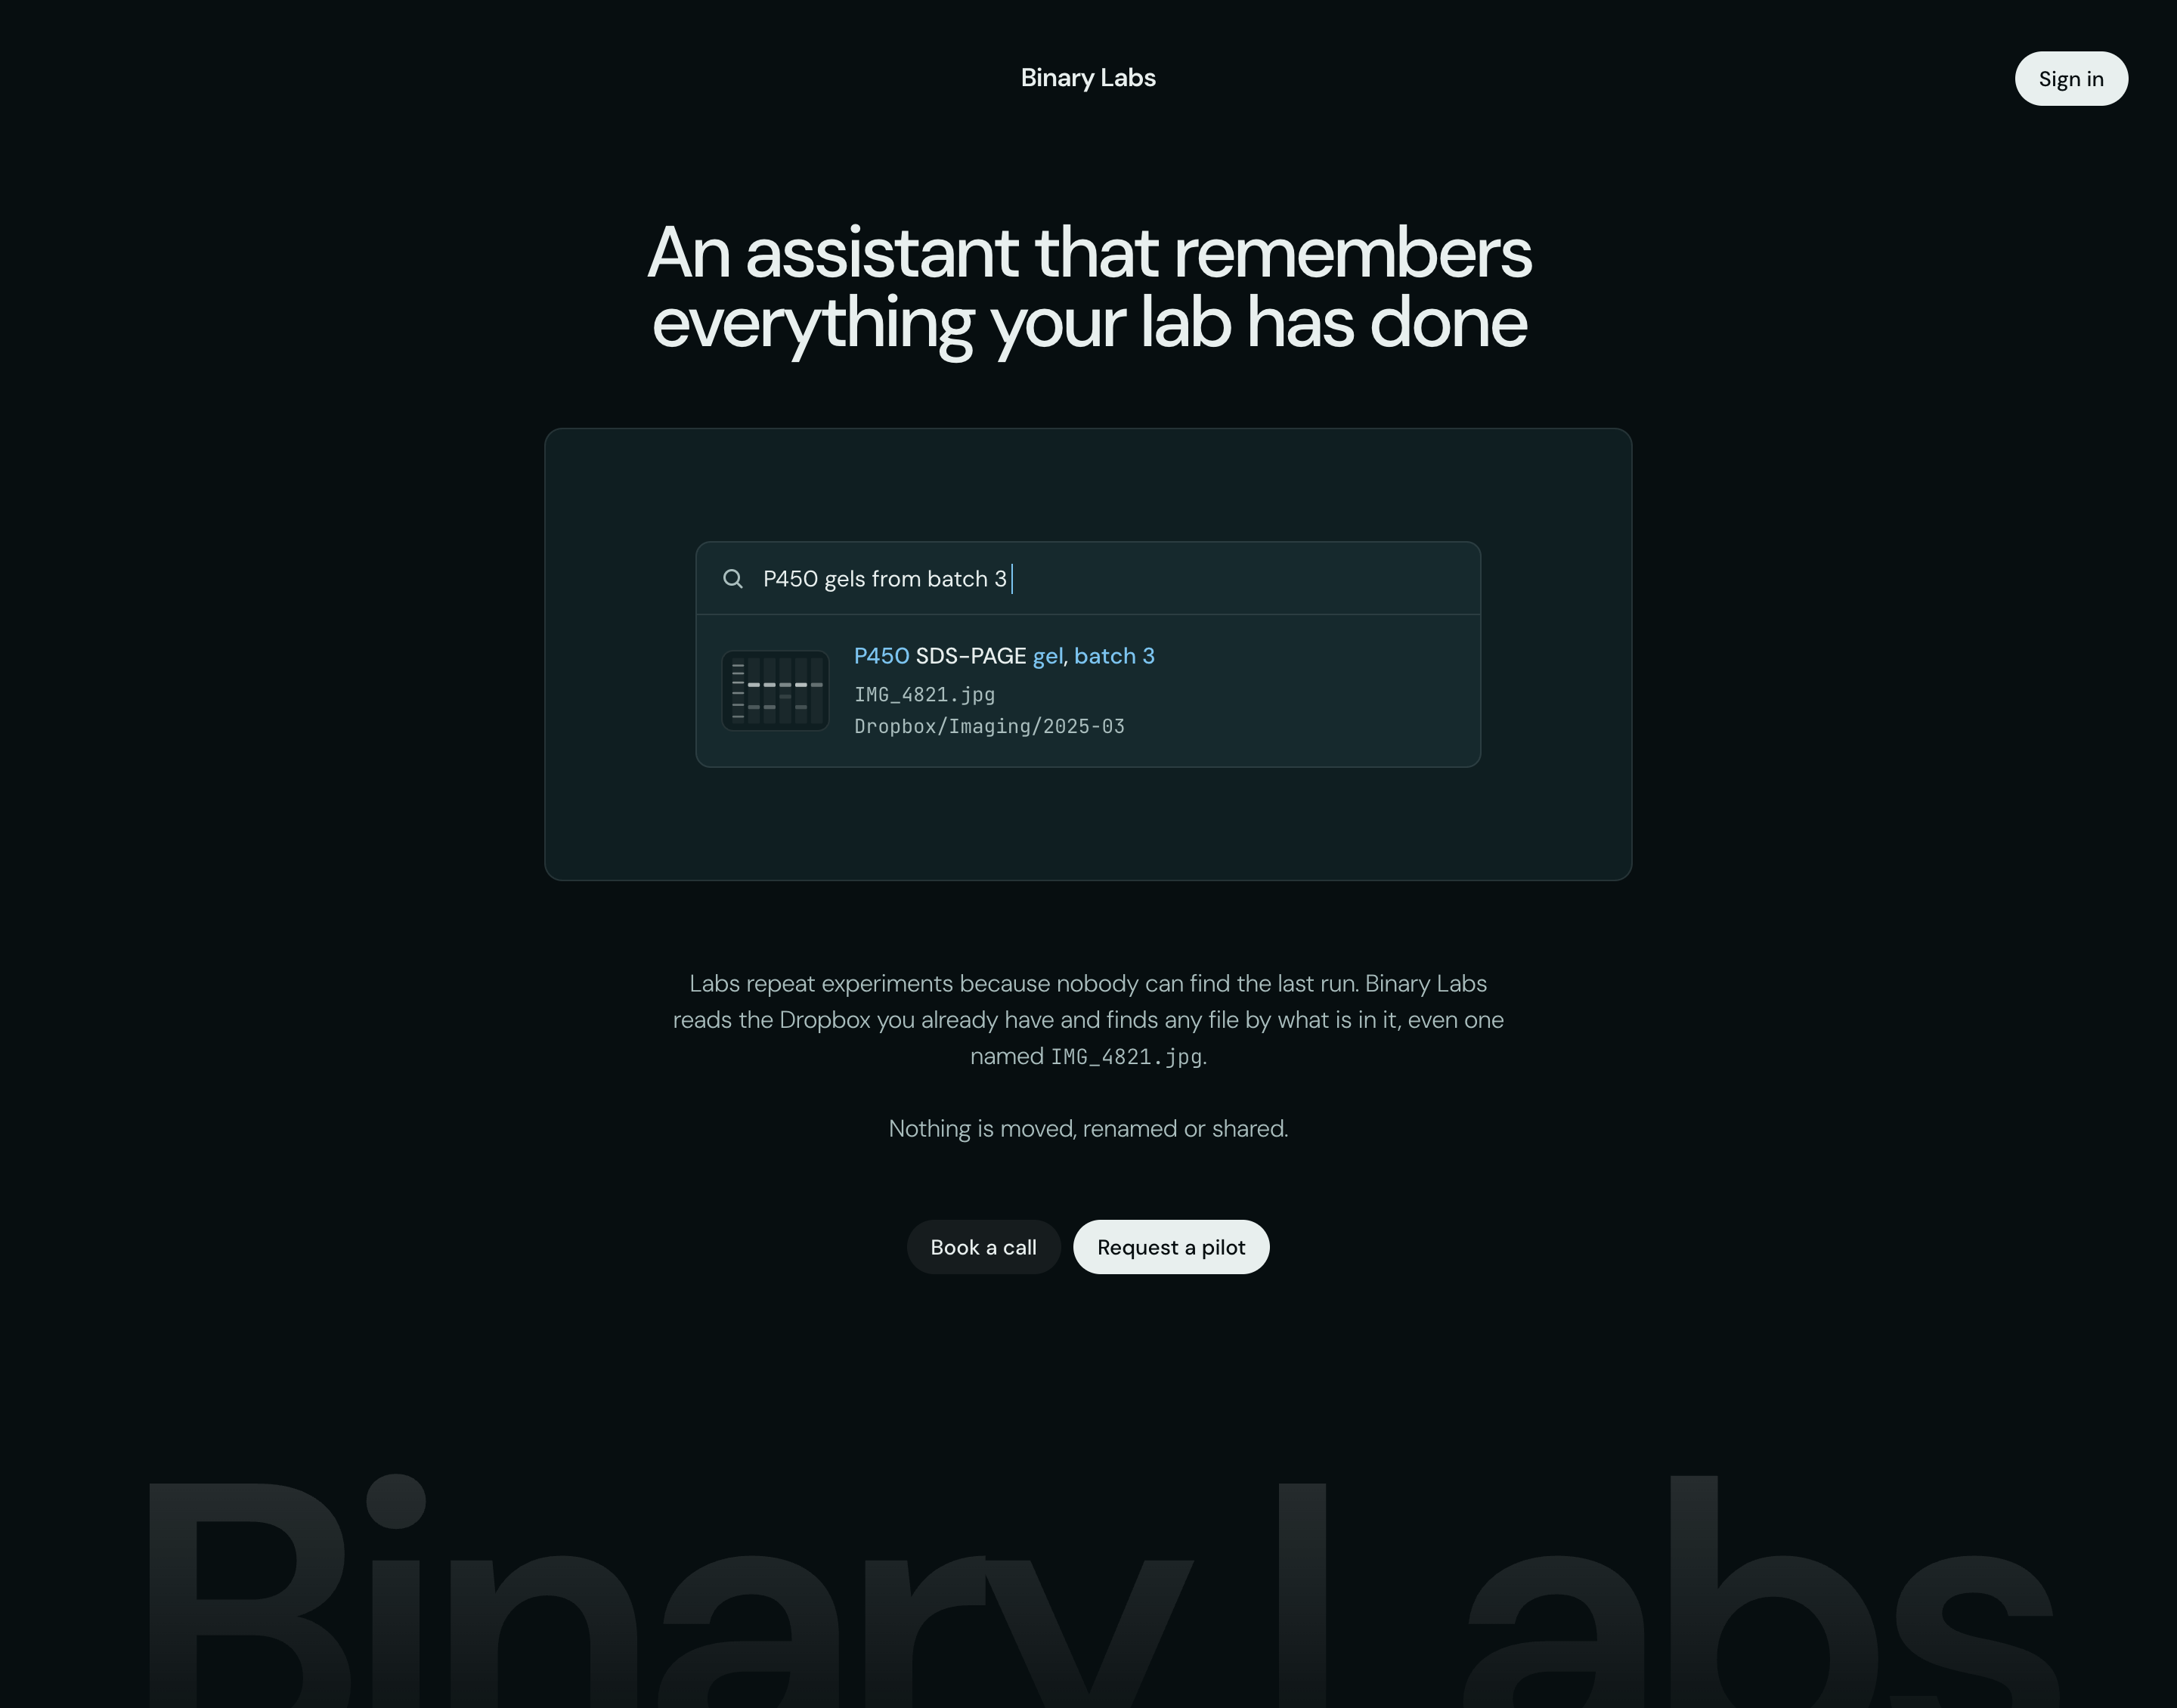 Binary Labs
Sign in
An assistant that remembers
everything your lab has done
P450 gels from batch 3
P450 SDS-PAGE gel, batch 3
IMG_4821.jpg
Dropbox/Imaging/2025-03
Labs repeat experiments because nobody can find the last run. Binary Labs
reads the Dropbox you already have and finds any file by what is in it, even one
named IMG_4821.jpg.
Nothing is moved, renamed or shared.
Book a call
Request a pilot
Binary Labs